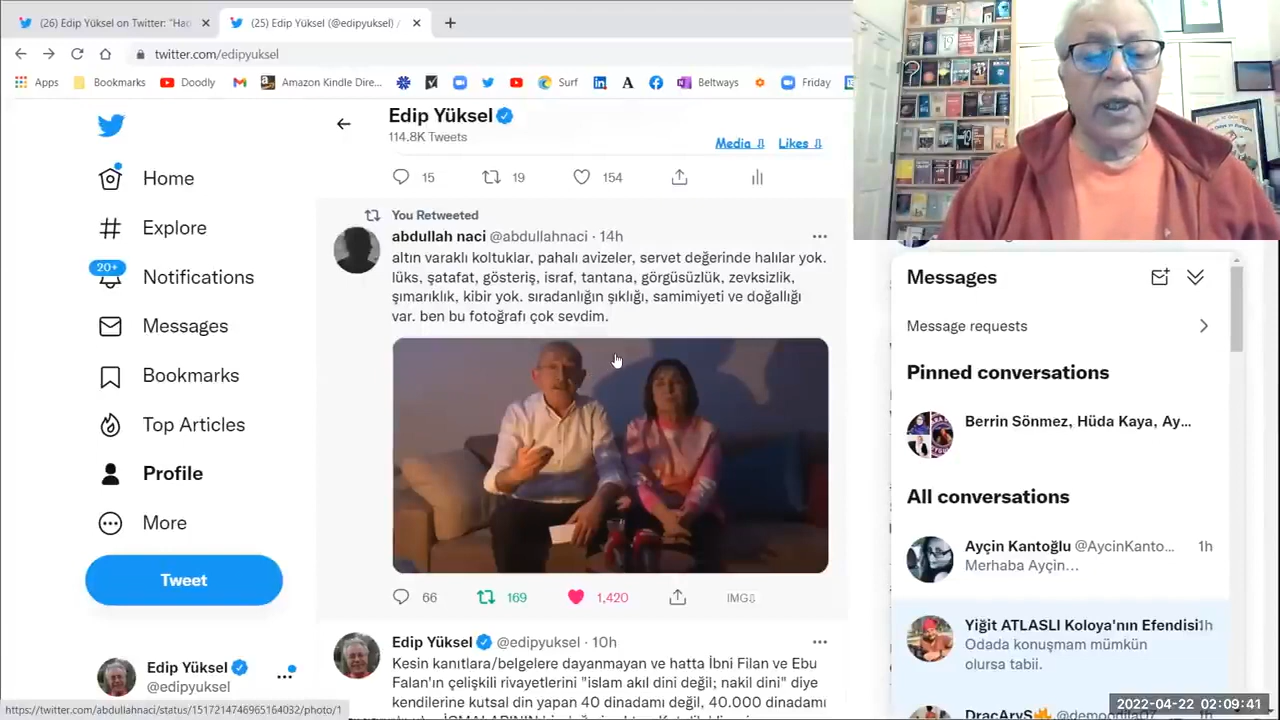 (26) Edip Yüksel on Twitter: "Hac
(25) Edip Yüksel (@edipyuksel) /
twitter.com/edipyuksel
Apps
Bookmarks
Amazon Kindle Dire...
Surf
Beltways
Friday
Edip Yüksel
114.8K Tweets
Media ⇩ Likes ⇩
15 19 154
Home
Explore
20+
Notifications
Messages
Bookmarks
Top Articles
Profile
More
Tweet
Edip Yüksel
@edipyuksel
You Retweeted
abdullah naci @abdullahnaci · 14h
altın varaklı koltuklar, pahalı avizeler, servet değerinde halılar yok.
lüks, şatafat, gösteriş, israf, tantana, görgüsüzlük, zevksizlik,
şımarıklık, kibir yok. sıradanlığın şıklığı, samimiyeti ve doğallığı
var. ben bu fotoğrafı çok sevdim.
66 169 1,420 IMG⇩
Edip Yüksel @edipyuksel · 10h
Kesin kanıtlara/belgelere dayanmayan ve hatta İbni Filan ve Ebu
Falan'ın çelişkili rivayetlerini "islam akıl dini değil; nakil dini" diye
kendilerine kutsal din yapan 40 dinadamı değil, 40.000 dinadamı
https://twitter.com/abdullahnaci/status/1517214746965164032/photo/1
Messages
Message requests
Pinned conversations
Berrin Sönmez, Hüda Kaya, Ay...
All conversations
Ayçin Kantoğlu @AycinKanto... 1h
Merhaba Ayçin...
Yiğit ATLASLI Koloya'nın Efendisi 1h
Odada konuşmam mümkün
olursa tabii.
2022-04-22 02:09:41